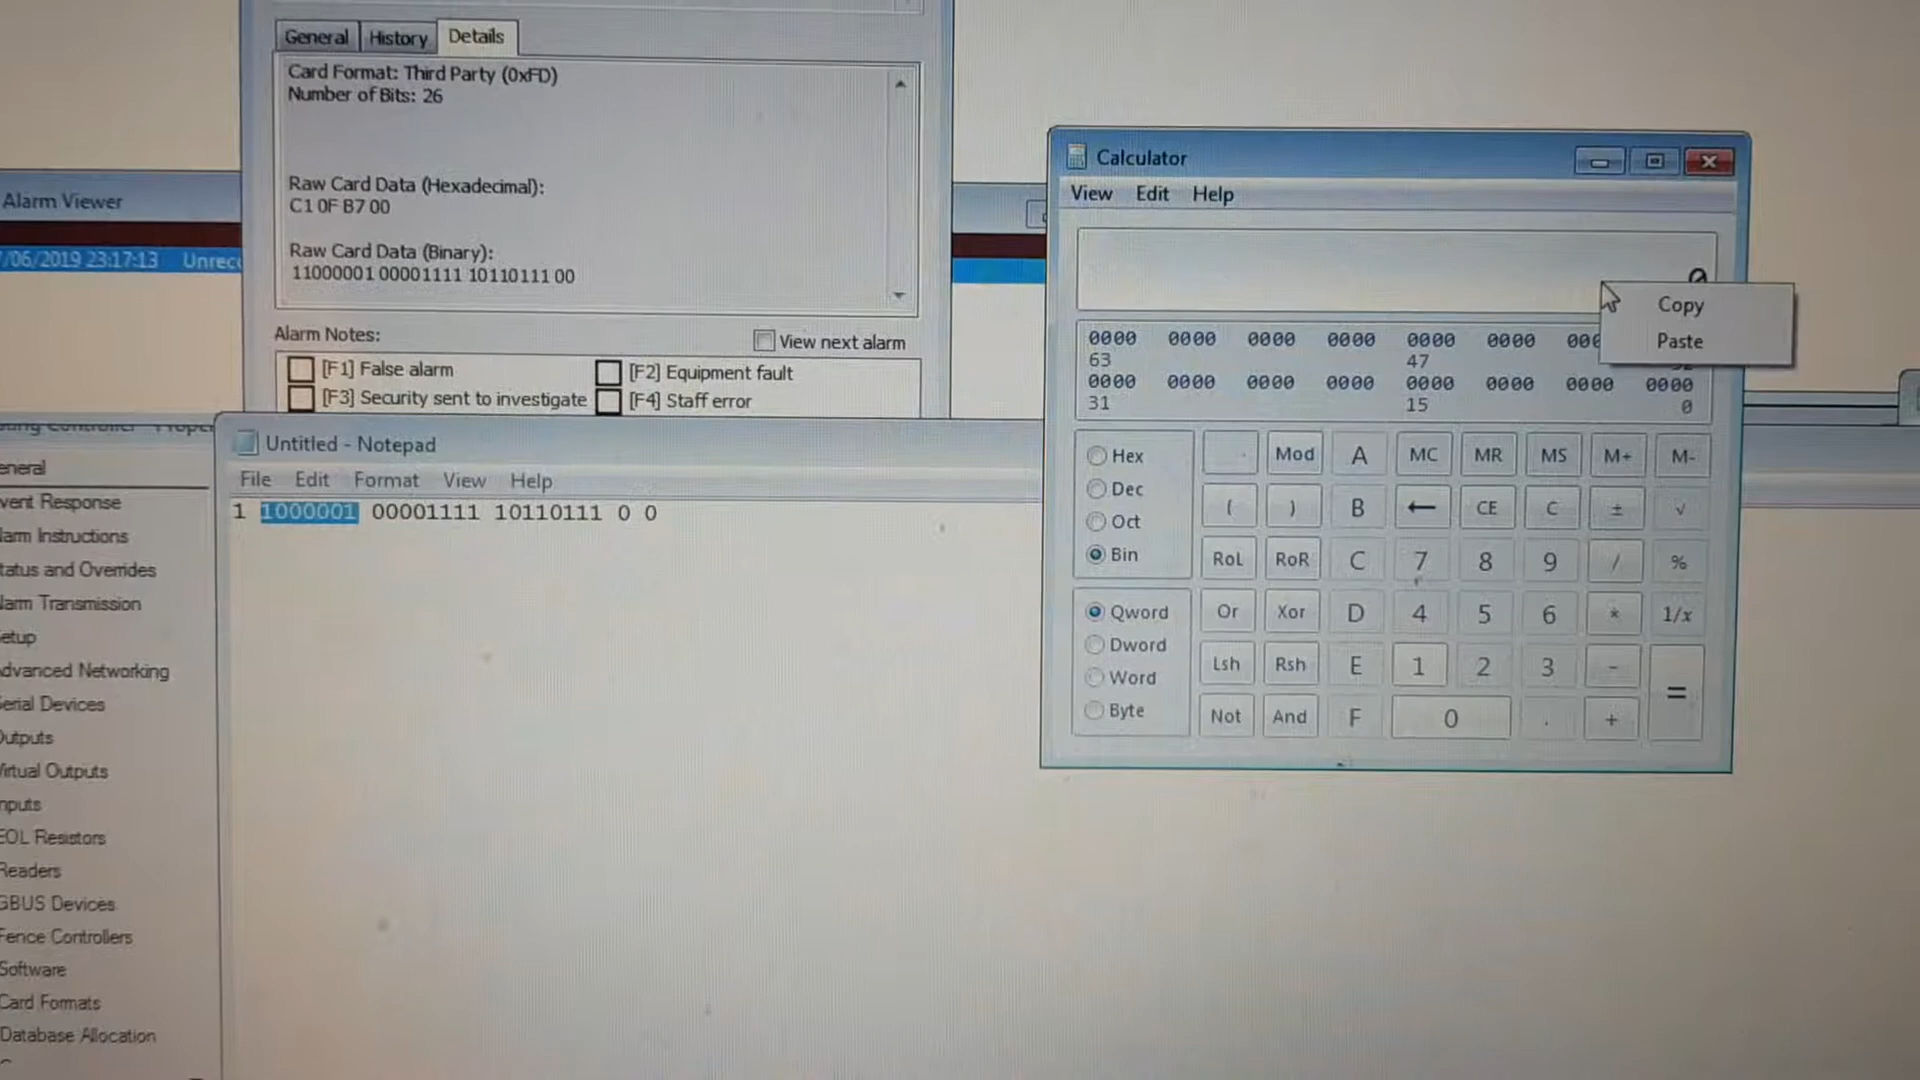 General History Details
Card Format: Third Party (0xFD)
Number of Bits: 26
Raw Card Data (Hexadecimal):
C1 0F B7 00
Raw Card Data (Binary):
11000001 00001111 10110111 00
Alarm Notes:
View next alarm
[F1] False alarm
[F2] Equipment fault
[F3] Security sent to investigate
[F4] Staff error
Alarm Viewer
/06/2019 23:17:13 Unrec
Calculator
View Edit Help
0
Copy
Paste
0000 0000 0000 0000 0000 0000 000
63 47
0000 0000 0000 0000 0000 0000 0000 0000
31 15 0
Hex
Dec
Oct
Bin
Qword
Dword
Word
Byte
Mod A MC MR MS M+ M-
( ) B ← CE C ± √
RoL RoR C 7 8 9 / %
Or Xor D 4 5 6 * 1/x
Lsh Rsh E 1 2 3 - =
Not And F 0 . +
Untitled - Notepad
File Edit Format View Help
1 1000001 00001111 10110111 0 0
eneral
vent Response
larm Instructions
tatus and Overrides
larm Transmission
etup
dvanced Networking
erial Devices
utputs
irtual Outputs
nputs
EOL Resistors
Readers
GBUS Devices
Fence Controllers
Software
Card Formats
Database Allocation